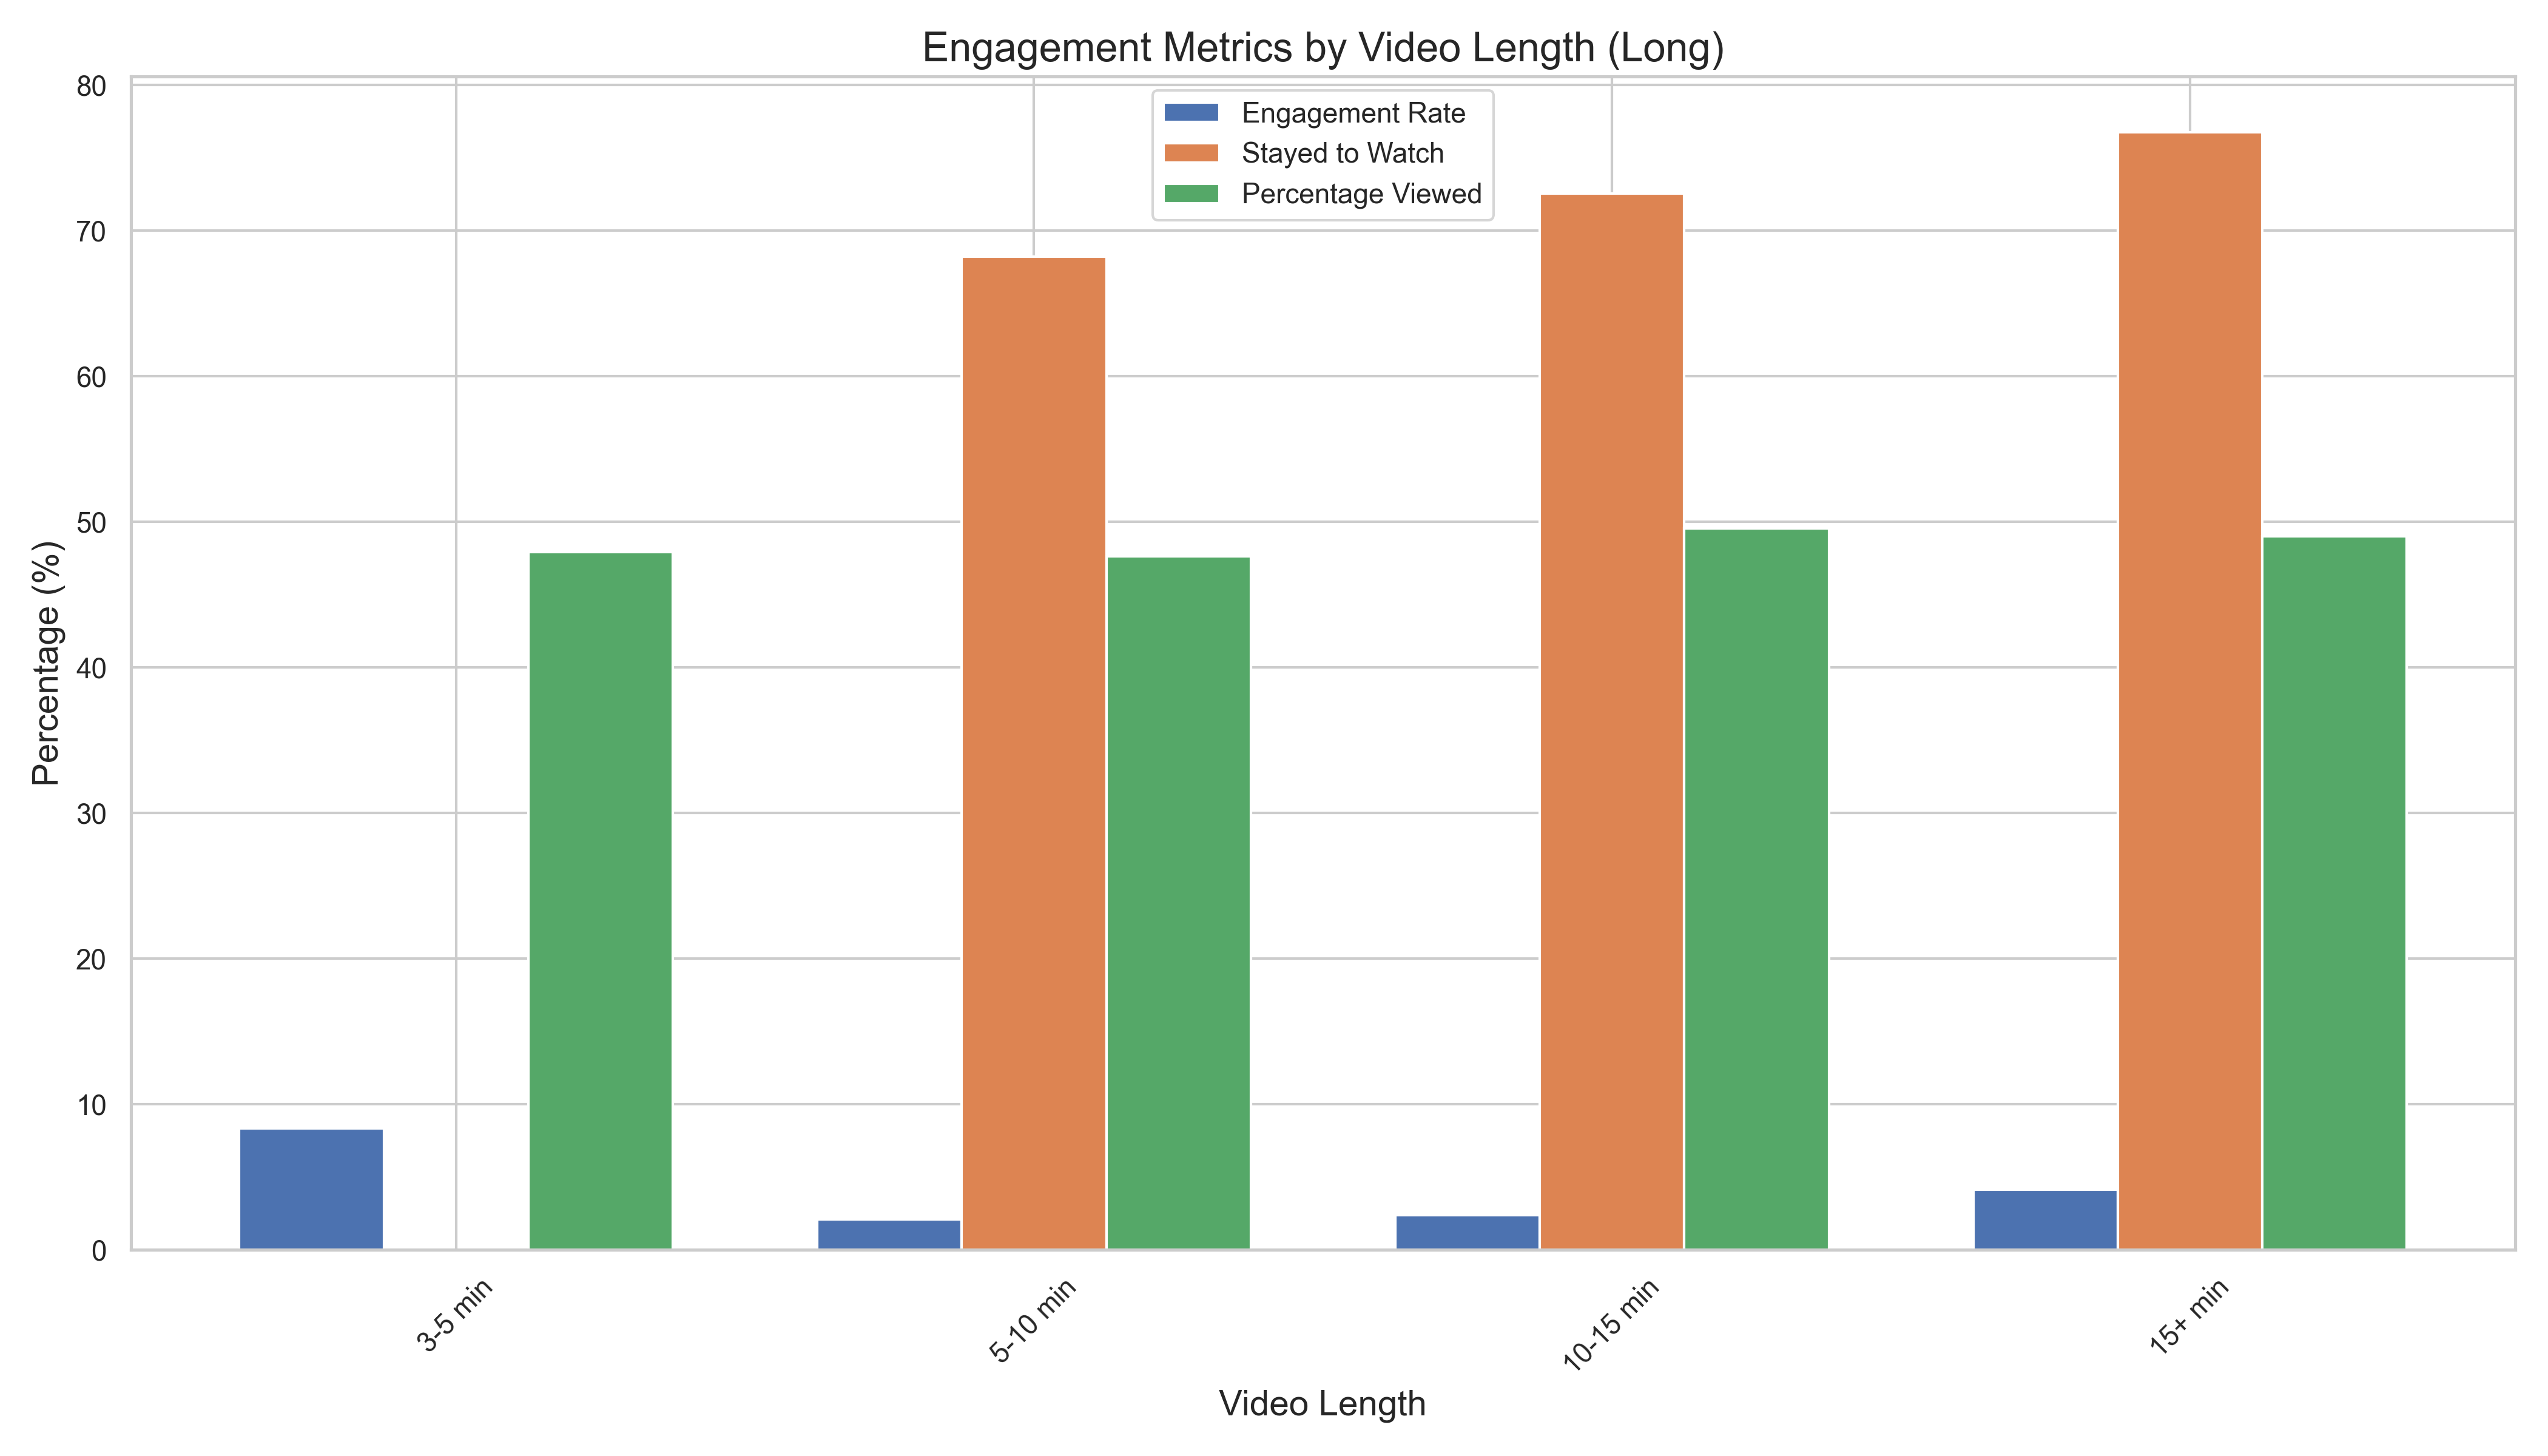 Engagement Metrics by Video Length (Long)
Engagement Rate
Stayed to Watch
Percentage Viewed
Percentage (%)
80
70
60
50
40
30
20
10
0
3-5 min
5-10 min
10-15 min
15+ min
Video Length